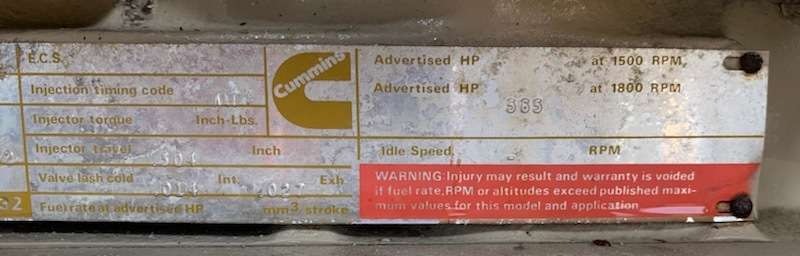 E.C.S.
Injection timing code
Injector torque Inch-Lbs.
Injector travel .304 Inch
Valve lash cold .014 Int. .027 Exh
Fuel rate at advertised HP mm3 stroke
Cummins
Advertised HP at 1500 RPM
Advertised HP 365 at 1800 RPM
Idle Speed RPM
WARNING: Injury may result and warranty is voided
if fuel rate, RPM or altitudes exceed published maxi-
mum values for this model and application